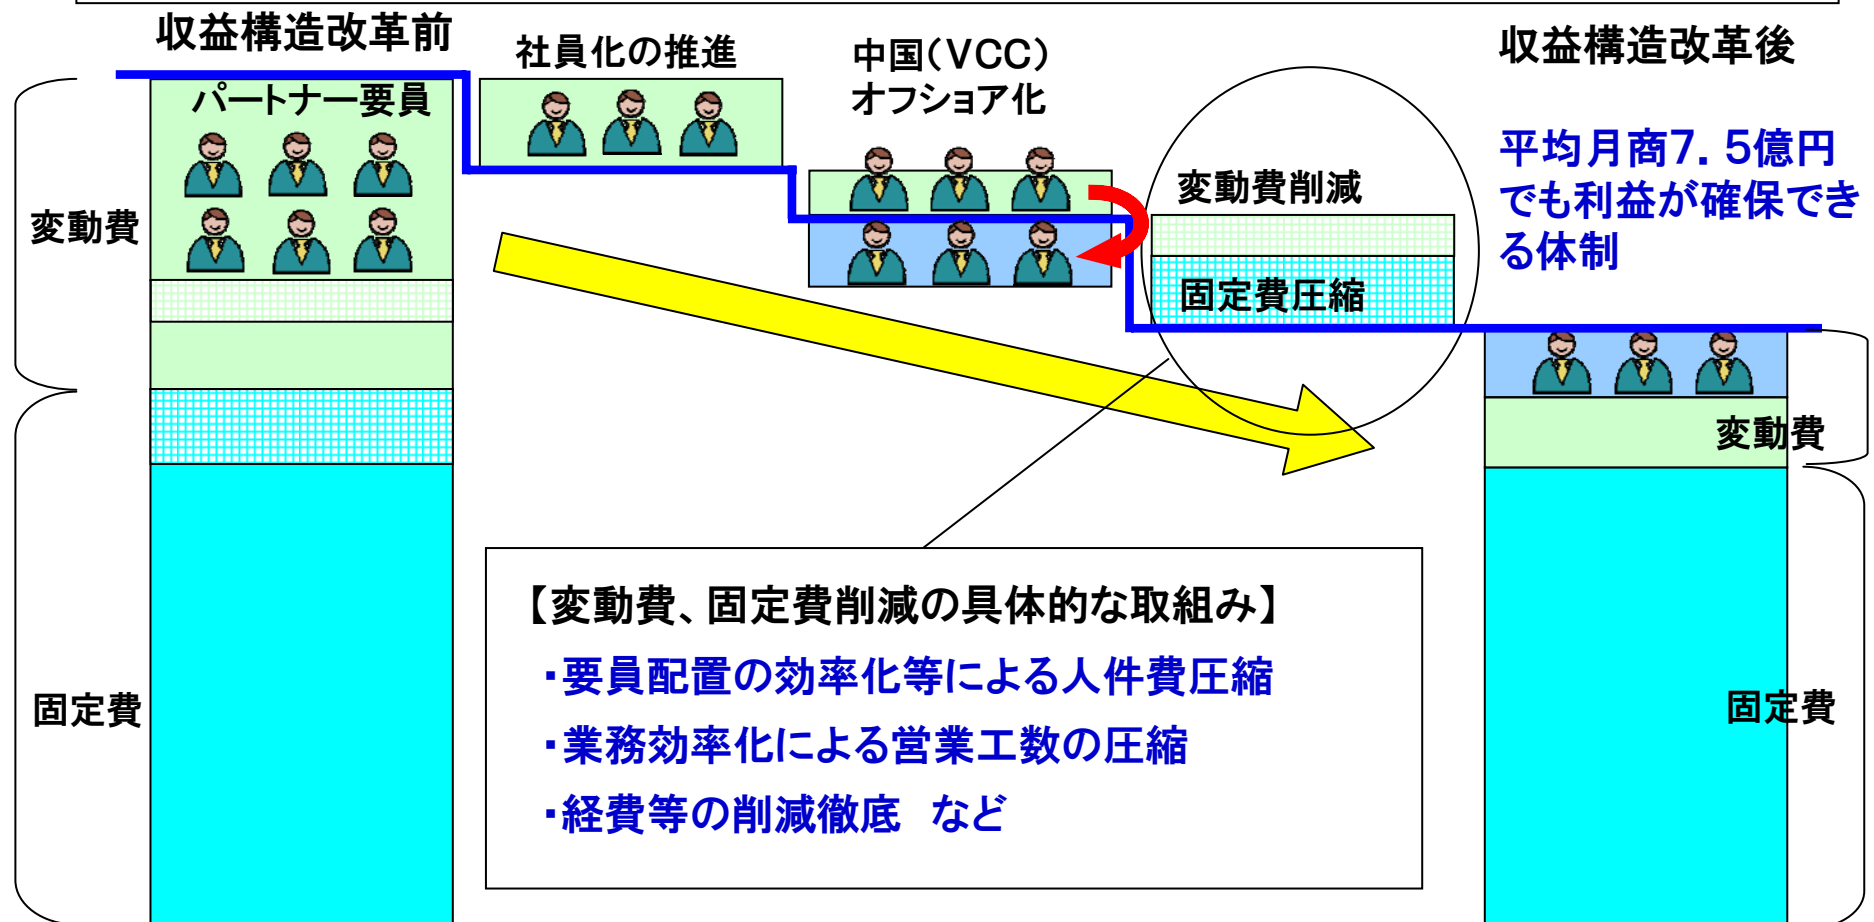 収益構造改革前
社員化の推進
中国(VCC)
オフショア化
収益構造改革後
パートナー要員
平均月商7.5億円
でも利益が確保でき
る体制
変動費
変動費削減
固定費圧縮
変動費
【変動費、固定費削減の具体的な取組み】
・要員配置の効率化等による人件費圧縮
・業務効率化による営業工数の圧縮
・経費等の削減徹底　など
固定費
固定費